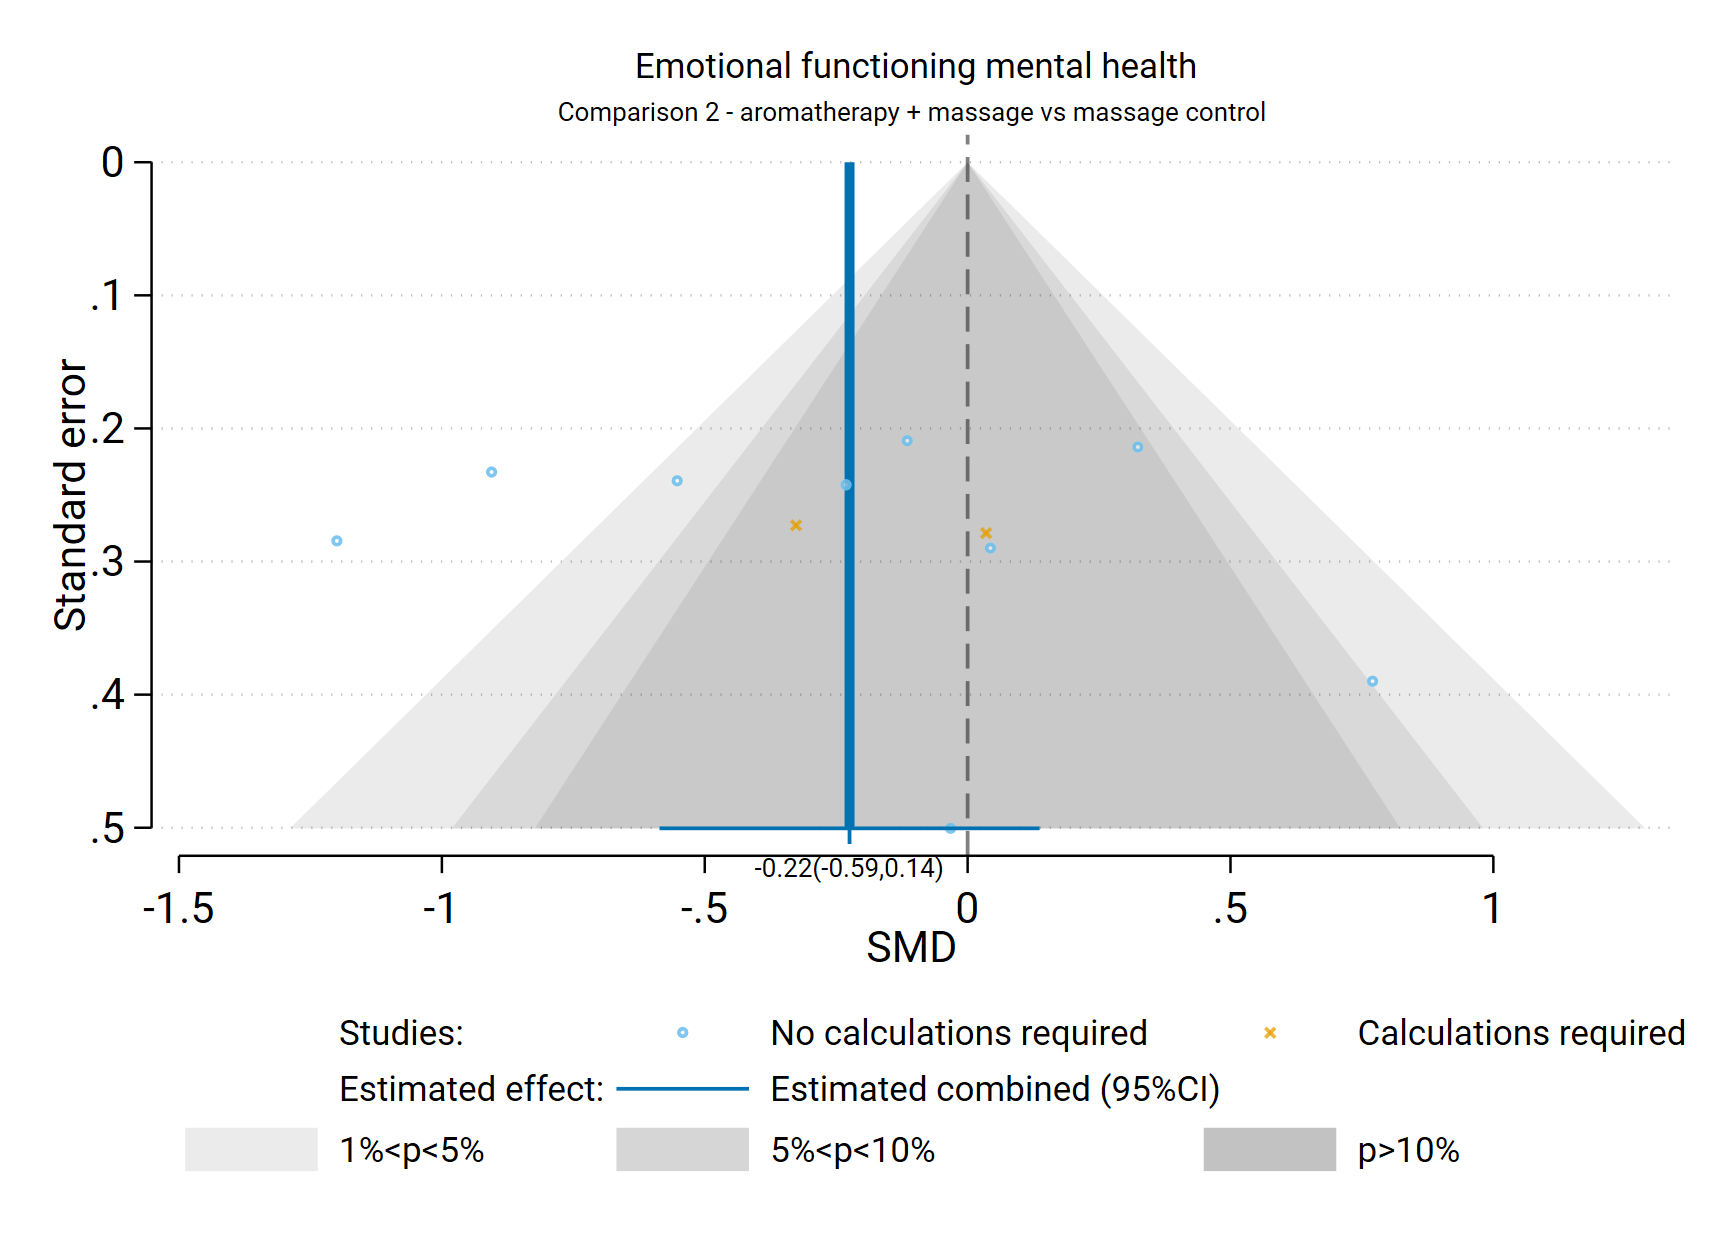 Emotional functioning mental health
Comparison 2 - aromatherapy + massage vs massage control
Standard error
0
.1
.2
.3
.4
.5
-0.22(-0.59,0.14)
-1.5 -1 -.5 0 .5 1
SMD
Studies: No calculations required Calculations required
Estimated effect: Estimated combined (95%CI)
1%<p<5% 5%<p<10% p>10%